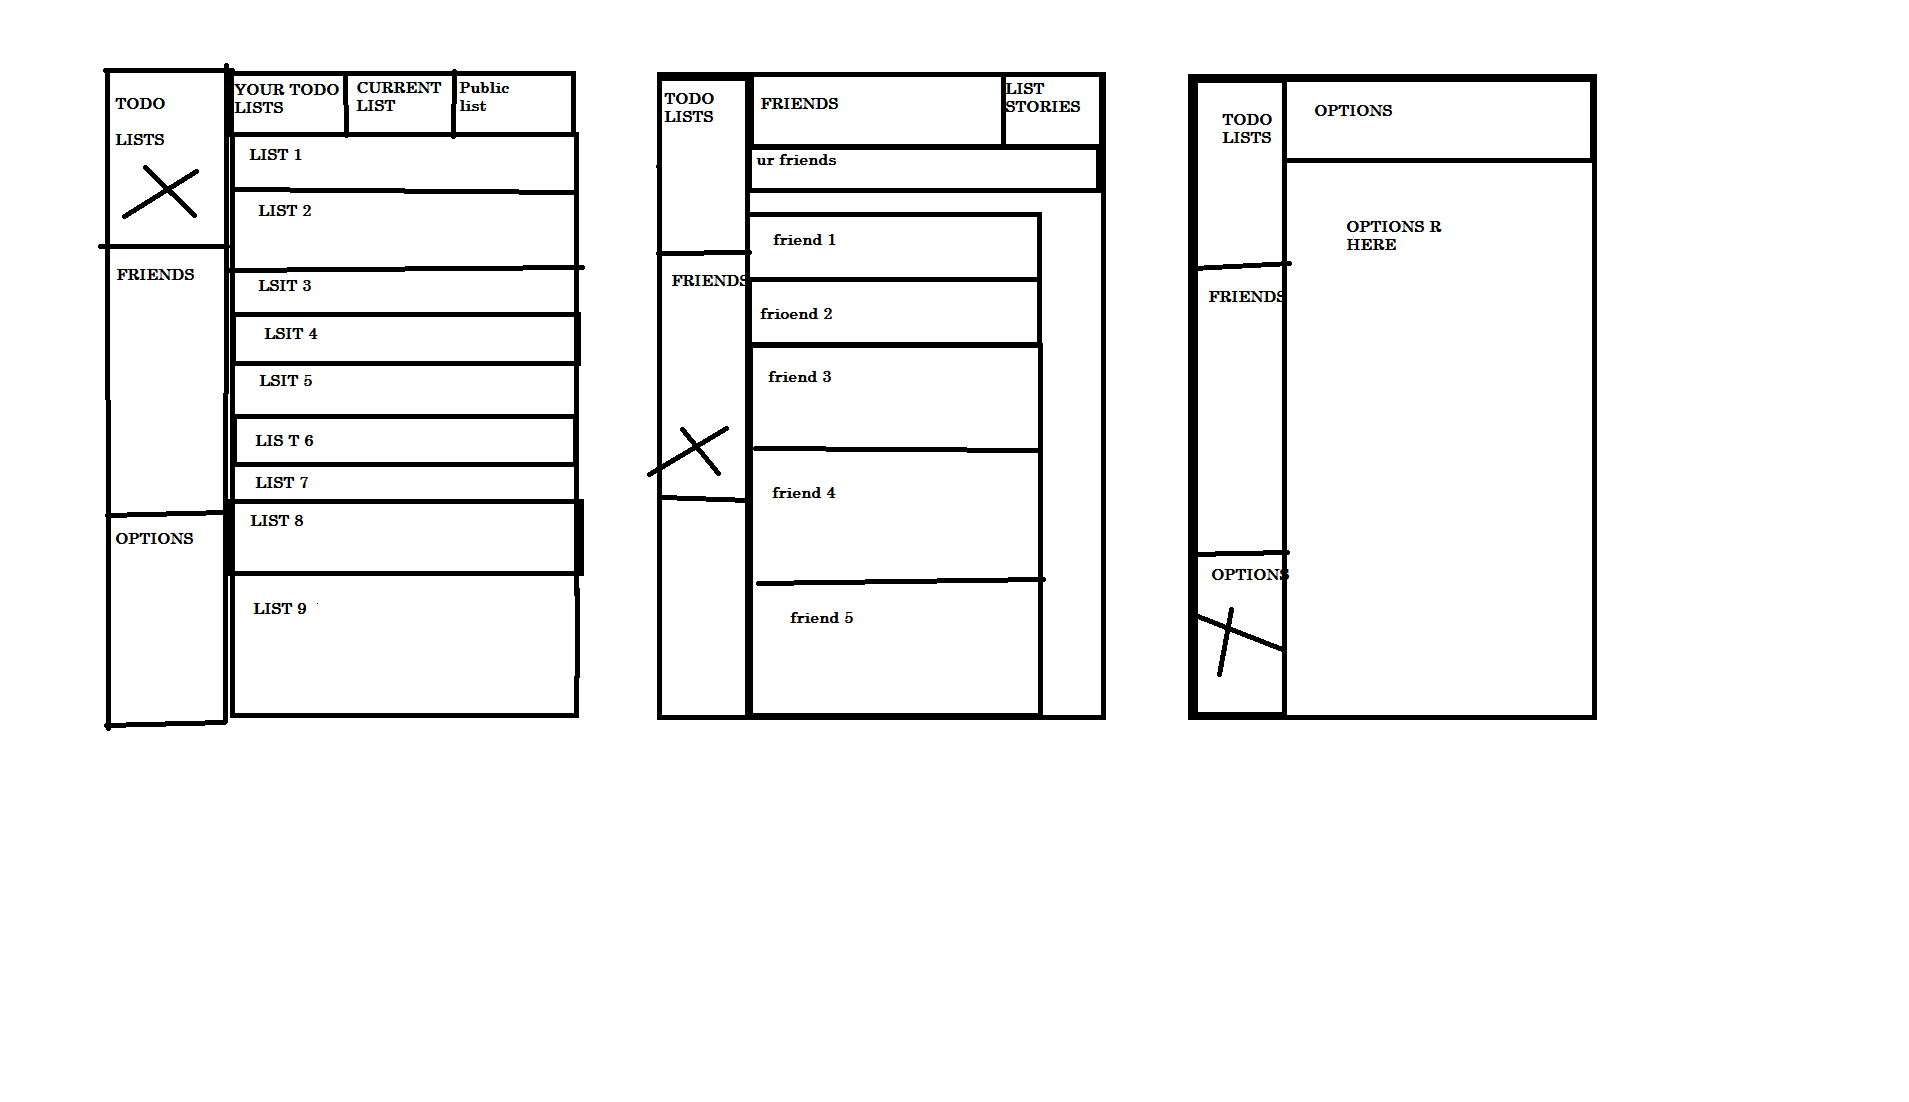 TODO
LISTS
FRIENDS
OPTIONS
YOUR TODO
LISTS
CURRENT
LIST
Public
list
LIST 1
LIST 2
LSIT 3
LSIT 4
LSIT 5
LIS T 6
LIST 7
LIST 8
LIST 9
TODO
LISTS
FRIENDS
FRIENDS
LIST
STORIES
ur friends
friend 1
frioend 2
friend 3
friend 4
friend 5
TODO
LISTS
FRIENDS
OPTIONS
OPTIONS
OPTIONS R
HERE